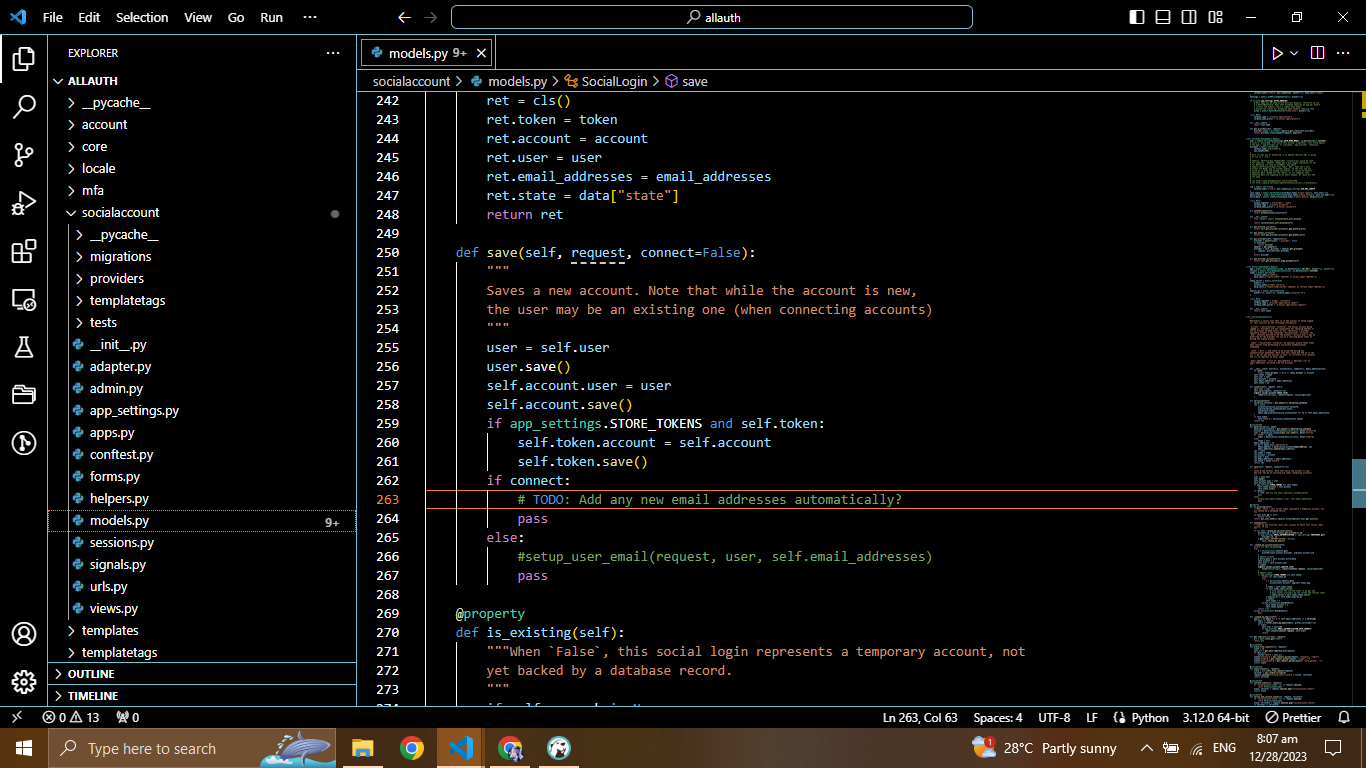 File Edit Selection View Go Run ···
allauth
EXPLORER
ALLAUTH
__pycache__
account
core
locale
mfa
socialaccount
__pycache__
migrations
providers
templatetags
tests
__init__.py
adapter.py
admin.py
app_settings.py
apps.py
conftest.py
forms.py
helpers.py
models.py 9+
sessions.py
signals.py
urls.py
views.py
templates
templatetags
OUTLINE
TIMELINE
models.py 9+
socialaccount > models.py > SocialLogin > save
242 ret = cls()
243 ret.token = token
244 ret.account = account
245 ret.user = user
246 ret.email_addresses = email_addresses
247 ret.state = data["state"]
248 return ret
249
250 def save(self, request, connect=False):
251 """
252 Saves a new account. Note that while the account is new,
253 the user may be an existing one (when connecting accounts)
254 """
255 user = self.user
256 user.save()
257 self.account.user = user
258 self.account.save()
259 if app_settings.STORE_TOKENS and self.token:
260 self.token.account = self.account
261 self.token.save()
262 if connect:
263 # TODO: Add any new email addresses automatically?
264 pass
265 else:
266 #setup_user_email(request, user, self.email_addresses)
267 pass
268
269 @property
270 def is_existing(self):
271 """When `False`, this social login represents a temporary account, not
272 yet backed by a database record.
273 """
0 13 0
Ln 263, Col 63 Spaces: 4 UTF-8 LF Python 3.12.0 64-bit Prettier
Type here to search
1 28°C Partly sunny ENG
8:07 am
12/28/2023